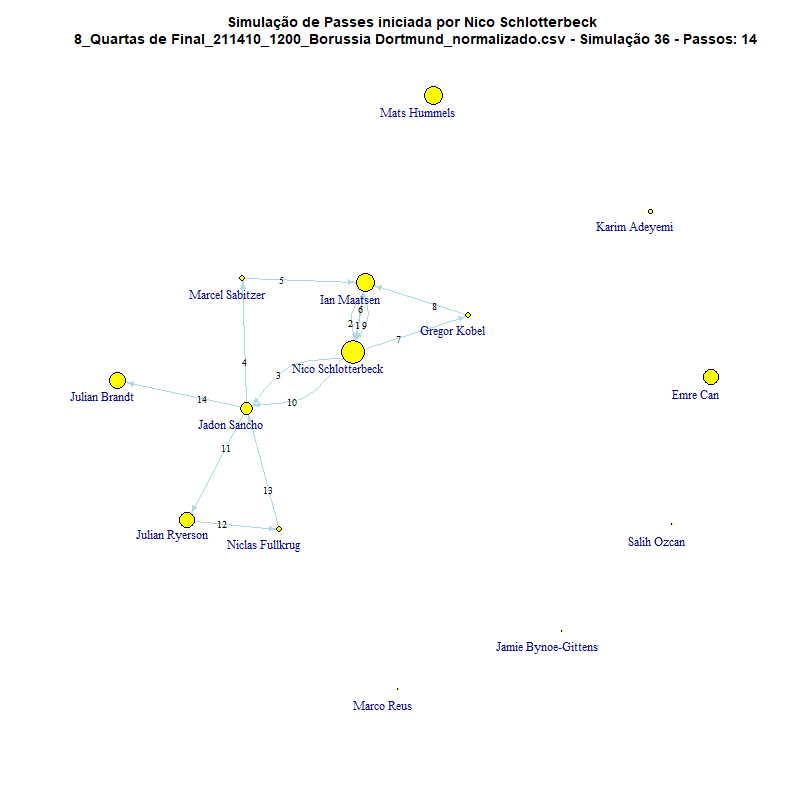 Simulação de Passes iniciada por Nico Schlotterbeck
8_Quartas de Final_211410_1200_Borussia Dortmund_normalizado.csv - Simulação 36 - Passos: 14
Mats Hummels
Karim Adeyemi
5
Marcel Sabitzer
Ian Maatsen
8
6
2 1 9
Gregor Kobel
7
4
Nico Schlotterbeck
3
Emre Can
Julian Brandt
14
10
Jadon Sancho
11
13
12
Julian Ryerson
Niclas Fullkrug
Salih Ozcan
Jamie Bynoe-Gittens
Marco Reus